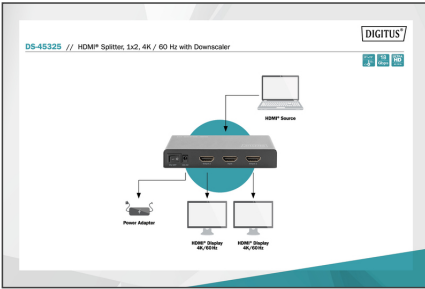 DIGITUS®
DS-45325 // HDMI® Splitter, 1x2, 4K / 60 Hz with Downscaler
HDMI® Source
Power Adapter
HDMI® Display
4K/60Hz
HDMI® Display
4K/60Hz